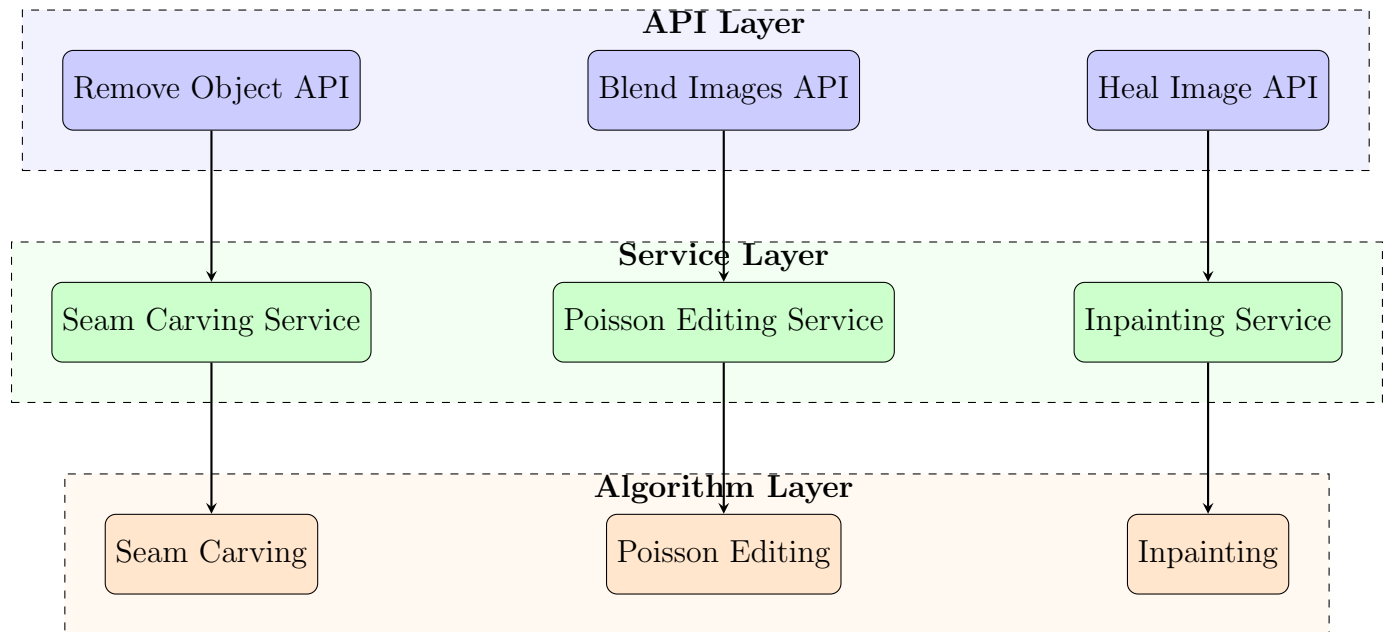 API Layer
Remove Object API
Blend Images API
Heal Image API
Service Layer
Seam Carving Service
Poisson Editing Service
Inpainting Service
Algorithm Layer
Seam Carving
Poisson Editing
Inpainting